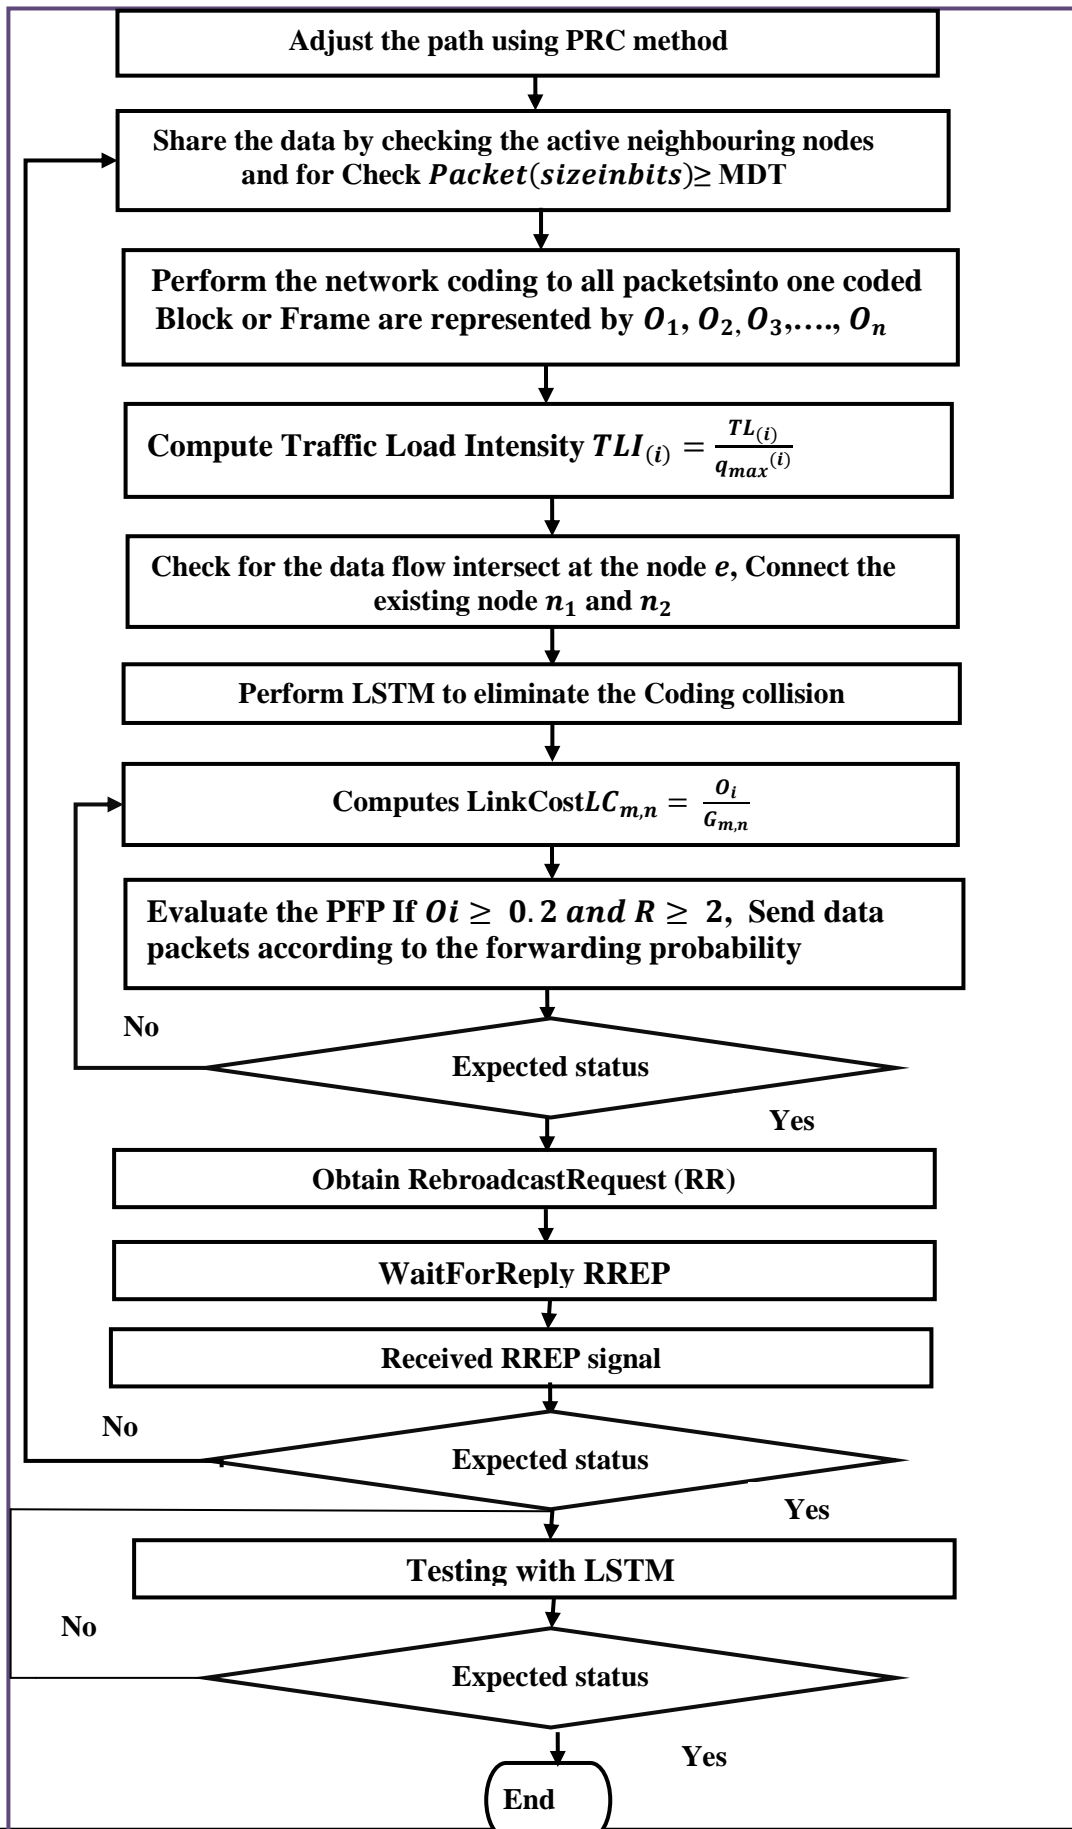 Adjust the path using PRC method
Share the data by checking the active neighbouring nodes
and for Check Packet(sizeinbits)≥ MDT
Perform the network coding to all packetsinto one coded
Block or Frame are represented by O₁, O₂, O₃,…., Oₙ
Compute Traffic Load Intensity TLI₍ᵢ₎ = TL₍ᵢ₎ / qₘₐₓ⁽ⁱ⁾
Check for the data flow intersect at the node e, Connect the
existing node n₁ and n₂
Perform LSTM to eliminate the Coding collision
Computes LinkCostLC_{m,n} = O_i / G_{m,n}
Evaluate the PFP If Oi ≥ 0.2 and R ≥ 2, Send data
packets according to the forwarding probability
No
Expected status
Yes
Obtain RebroadcastRequest (RR)
WaitForReply RREP
Received RREP signal
No
Expected status
Yes
Testing with LSTM
No
Expected status
Yes
End